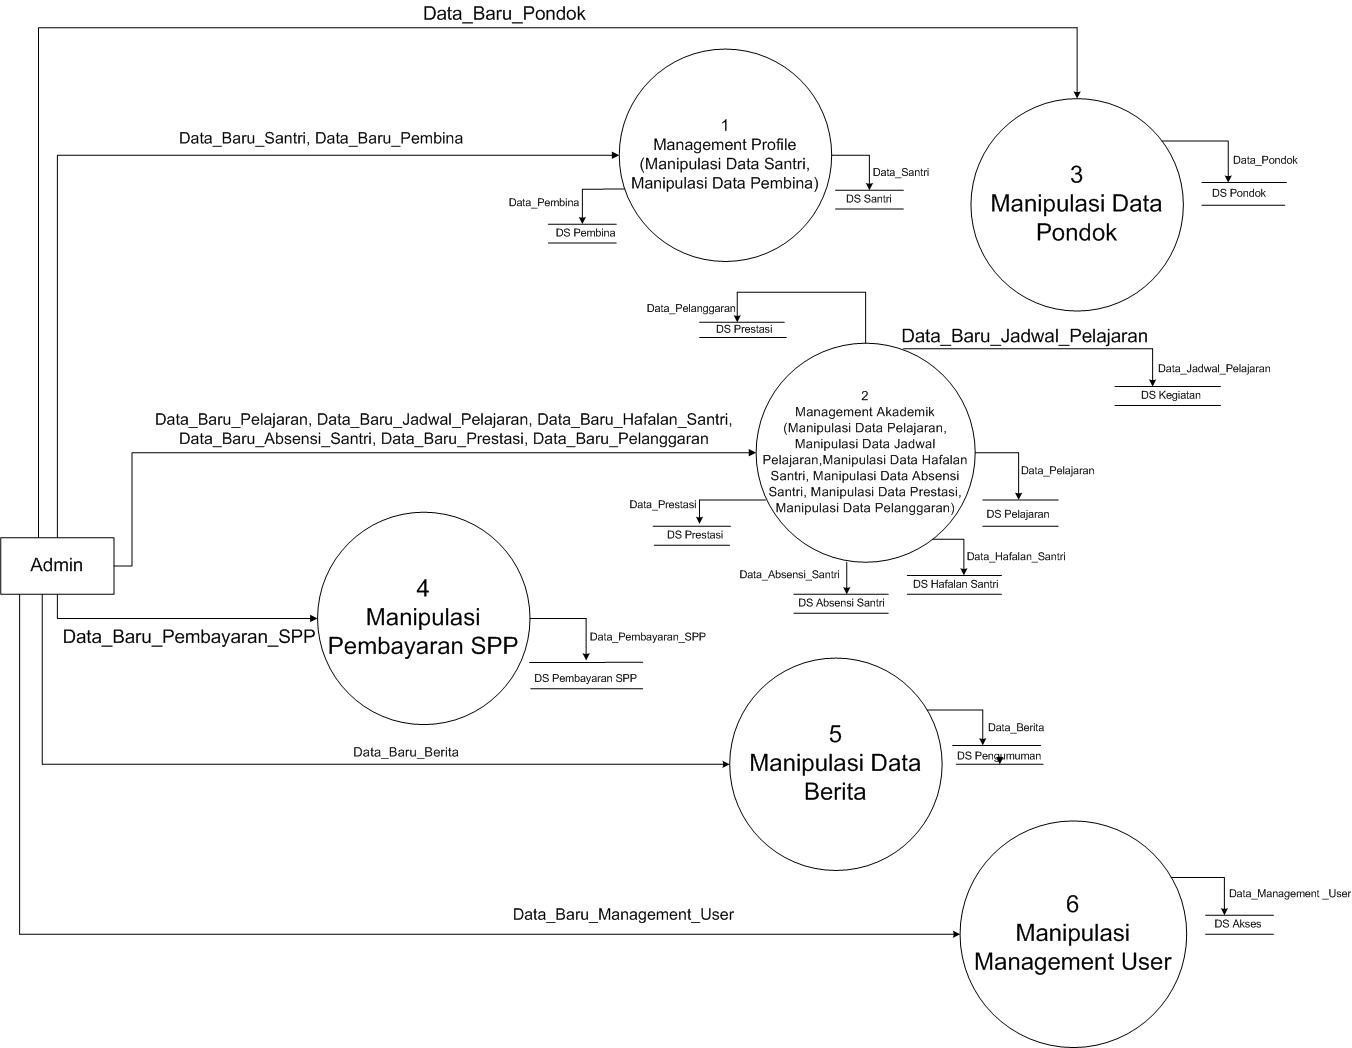 Data_Baru_Pondok
Data_Baru_Santri, Data_Baru_Pembina
1
Management Profile
(Manipulasi Data Santri,
Manipulasi Data Pembina)
Data_Santri
DS Santri
Data_Pembina
DS Pembina
3
Manipulasi Data
Pondok
Data_Pondok
DS Pondok
Data_Pelanggaran
DS Prestasi
Data_Baru_Jadwal_Pelajaran
Data_Jadwal_Pelajaran
DS Kegiatan
Data_Baru_Pelajaran, Data_Baru_Jadwal_Pelajaran, Data_Baru_Hafalan_Santri,
Data_Baru_Absensi_Santri, Data_Baru_Prestasi, Data_Baru_Pelanggaran
2
Management Akademik
(Manipulasi Data Pelajaran,
Manipulasi Data Jadwal
Pelajaran,Manipulasi Data Hafalan
Santri, Manipulasi Data Absensi
Santri, Manipulasi Data Prestasi,
Manipulasi Data Pelanggaran)
Data_Pelajaran
DS Pelajaran
Data_Prestasi
DS Prestasi
Data_Hafalan_Santri
DS Hafalan Santri
Data_Absensi_Santri
DS Absensi Santri
Admin
4
Manipulasi
Pembayaran SPP
Data_Baru_Pembayaran_SPP
Data_Pembayaran_SPP
DS Pembayaran SPP
5
Manipulasi Data
Berita
Data_Baru_Berita
Data_Berita
DS Pengumuman
6
Manipulasi
Management User
Data_Baru_Management_User
Data_Management _User
DS Akses